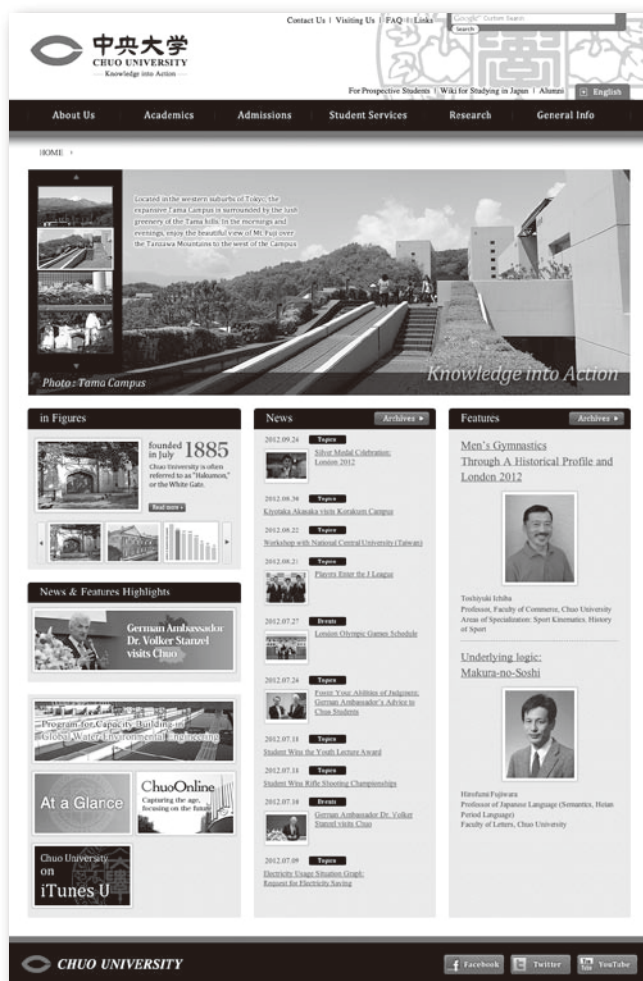 中央大学
CHUO UNIVERSITY
Knowledge into Action
Contact Us | Visiting Us | FAQ | Links
Google Custom Search
Search
For Prospective Students | Wiki for Studying in Japan | Alumni
English
About Us
Academics
Admissions
Student Services
Research
General Info
HOME
Located in the western suburbs of Tokyo, the
expansive Tama Campus is surrounded by the lush
greenery of the Tama hills. In the mornings and
evenings, enjoy the beautiful view of Mt. Fuji over
the Tanzawa Mountains to the west of the Campus.
Photo : Tama Campus
Knowledge into Action
in Figures
founded
in July 1885
Chuo University is often
referred to as "Hakumon,"
or the White Gate.
Read more
News & Features Highlights
German Ambassador
Dr. Volker Stanzel
visits Chuo
Program for Capacity Building in
Global Water Environmental Engineering
At a Glance
ChuoOnline
Capturing the age,
focusing on the future
Chuo University
on
iTunes U
News
Archives
2012.09.24 Topics
Silver Medal Celebration:
London 2012
2012.08.30 Topics
Kiyotaka Akasaka visits Korakuen Campus
2012.08.22 Topics
Workshop with National Central University (Taiwan)
2012.08.21 Topics
Players Enter the J League
2012.07.27 Events
London Olympic Games Schedule
2012.07.24 Topics
Foster Your Abilities of Judgment:
German Ambassador's Advice to
Chuo Students
2012.07.18 Topics
Student Wins the Youth Lecture Award
2012.07.18 Topics
Student Wins Rifle Shooting Championships
2012.07.10 Events
German Ambassador Dr. Volker
Stanzel visits Chuo
2012.07.09 Topics
Electricity Usage Situation Graph:
Request for Electricity Saving
Features
Archives
Men's Gymnastics
Through A Historical Profile and
London 2012
Toshiyuki Ichiba
Professor, Faculty of Commerce, Chuo University
Areas of Specialization: Sport Kinematics, History
of Sport
Underlying logic:
Makura-no-Soshi
Hirofumi Fujiwara
Professor of Japanese Language (Semantics, Heian
Period Language)
Faculty of Letters, Chuo University
CHUO UNIVERSITY
Facebook
Twitter
YouTube